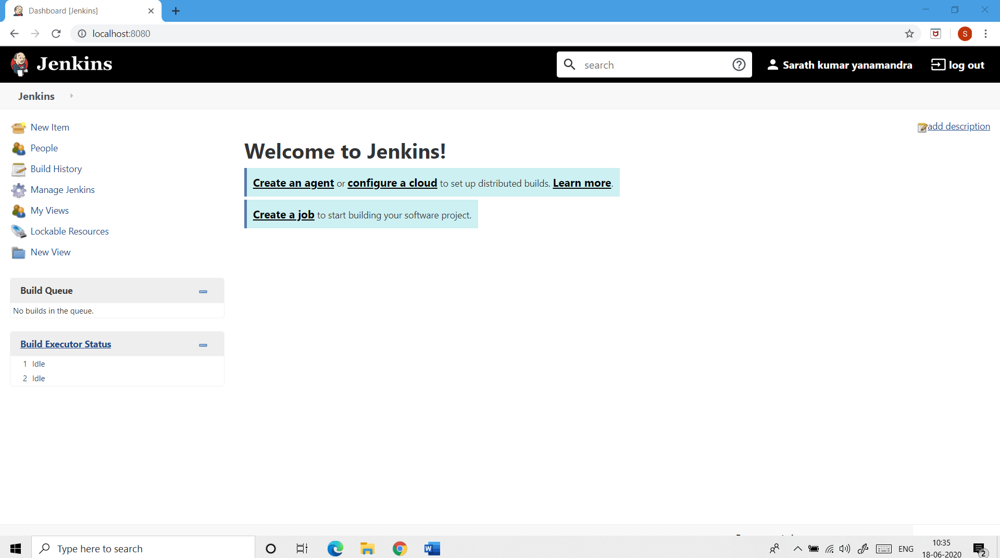 Dashboard [Jenkins]
localhost:8080
S
Jenkins
search
Sarath kumar yanamandra
log out
Jenkins
New Item
add description
People
Build History
Manage Jenkins
My Views
Lockable Resources
New View
Welcome to Jenkins!
Create an agent or configure a cloud to set up distributed builds. Learn more.
Create a job to start building your software project.
Build Queue
No builds in the queue.
Build Executor Status
1 Idle
2 Idle
Type here to search
W
ENG
10:35
18-06-2020
2